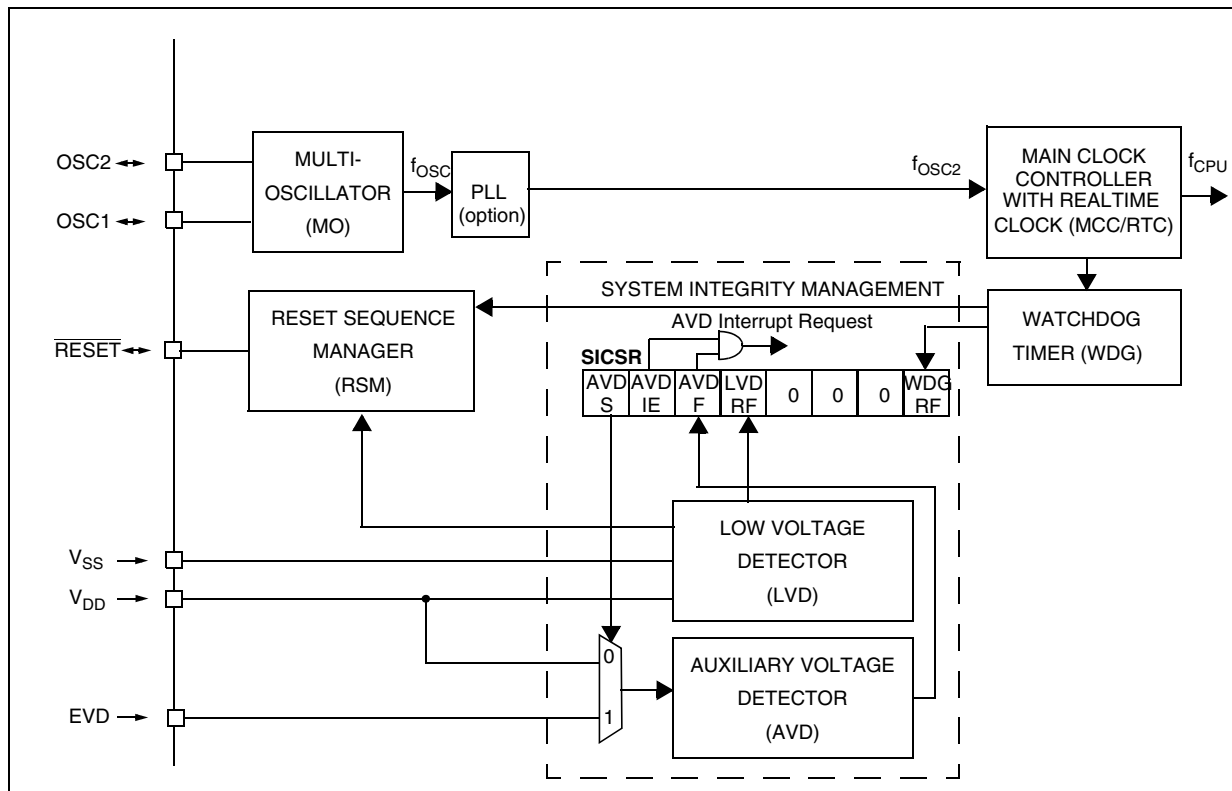 OSC2
OSC1
MULTI-
OSCILLATOR
(MO)
fOSC
PLL
(option)
fOSC2
MAIN CLOCK
CONTROLLER
WITH REALTIME
CLOCK (MCC/RTC)
fCPU
RESET
RESET SEQUENCE
MANAGER
(RSM)
SYSTEM INTEGRITY MANAGEMENT
AVD Interrupt Request
WATCHDOG
TIMER (WDG)
SICSR
AVD AVD AVD LVD WDG
S IE F RF 0 0 0 RF
VSS
VDD
LOW VOLTAGE
DETECTOR
(LVD)
0
1
EVD
AUXILIARY VOLTAGE
DETECTOR
(AVD)